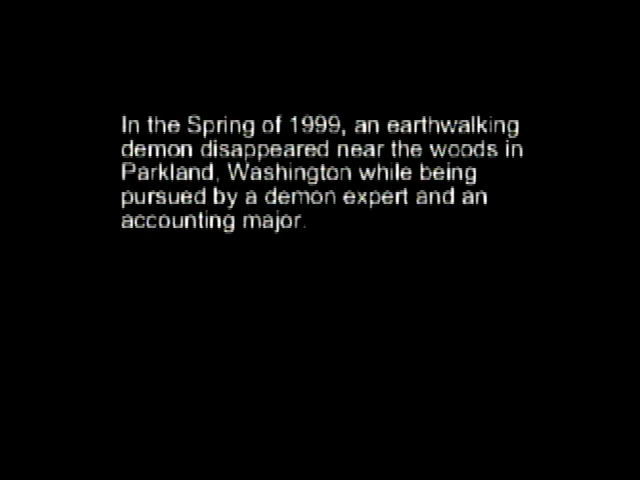 In the Spring of 1999, an earthwalking
demon disappeared near the woods in
Parkland, Washington while being
pursued by a demon expert and an
accounting major.